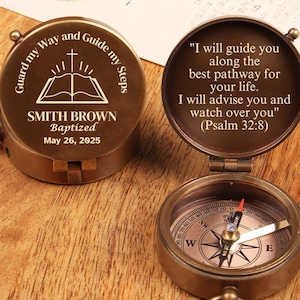 Guard my Way and Guide my Steps
SMITH BROWN
Baptized
May 26, 2025
"I will guide you
along the
best pathway for
your life.
I will advise you and
watch over you"
(Psalm 32:8)
W
E